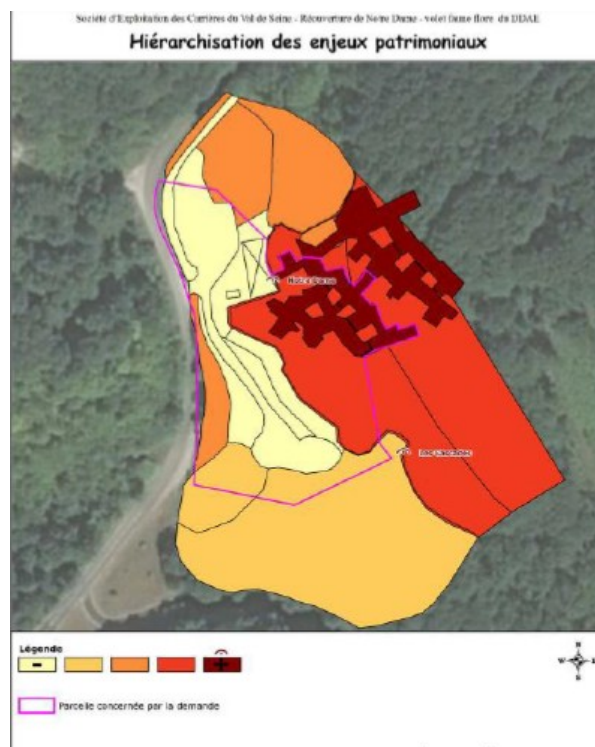 Société d'Exploitation des Carrières du Val de Seine - Réouverture de Notre Dame - volet faune flore du DDAE
Hiérarchisation des enjeux patrimoniaux
Notre Dame
Légende
- +
Parcelle concernée par la demande
N
W E
S